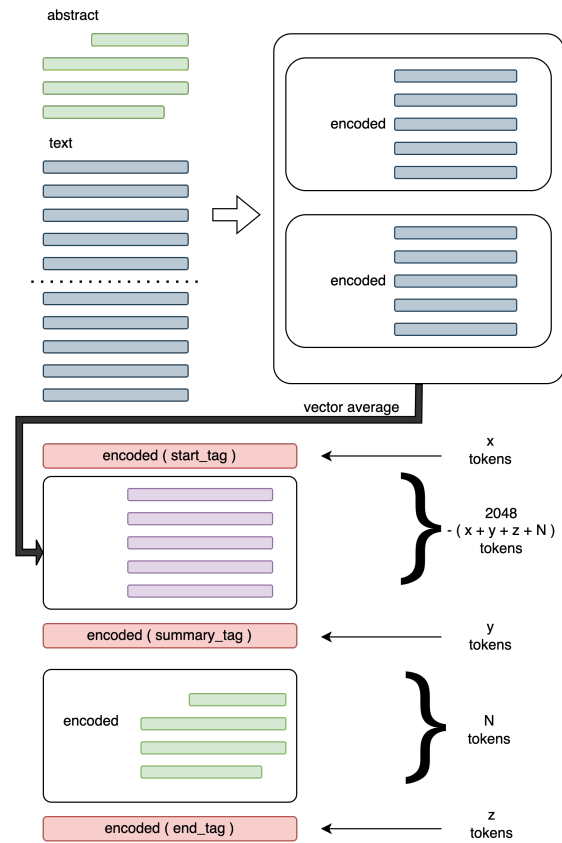 abstract
text
encoded
encoded
vector average
encoded ( start_tag )
x
tokens
2048
- ( x + y + z + N )
tokens
encoded ( summary_tag )
y
tokens
encoded
N
tokens
encoded ( end_tag )
z
tokens